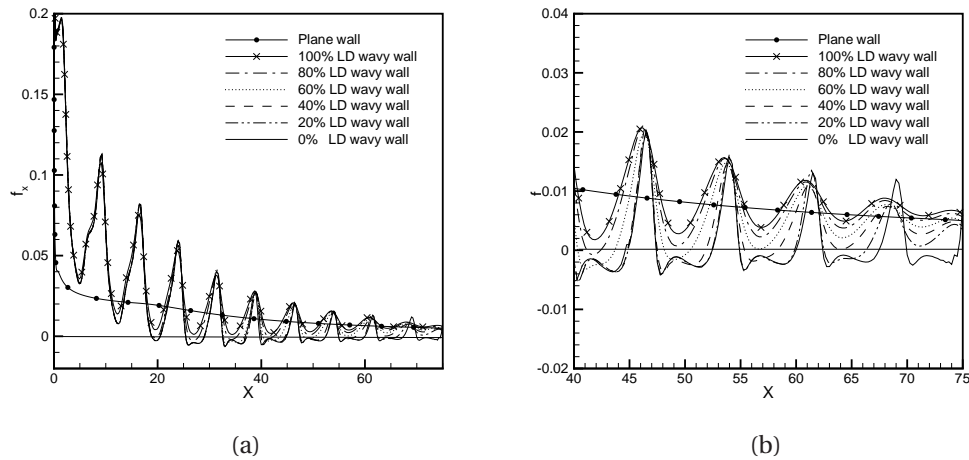 0.2
0.15
0.1
0.05
0
f_x
0
20
40
60
X
Plane wall
100% LD wavy wall
80% LD wavy wall
60% LD wavy wall
40% LD wavy wall
20% LD wavy wall
0% LD wavy wall
(a)
0.04
0.03
0.02
0.01
0
-0.01
-0.02
f
40
45
50
55
60
65
70
75
X
Plane wall
100% LD wavy wall
80% LD wavy wall
60% LD wavy wall
40% LD wavy wall
20% LD wavy wall
0% LD wavy wall
(b)